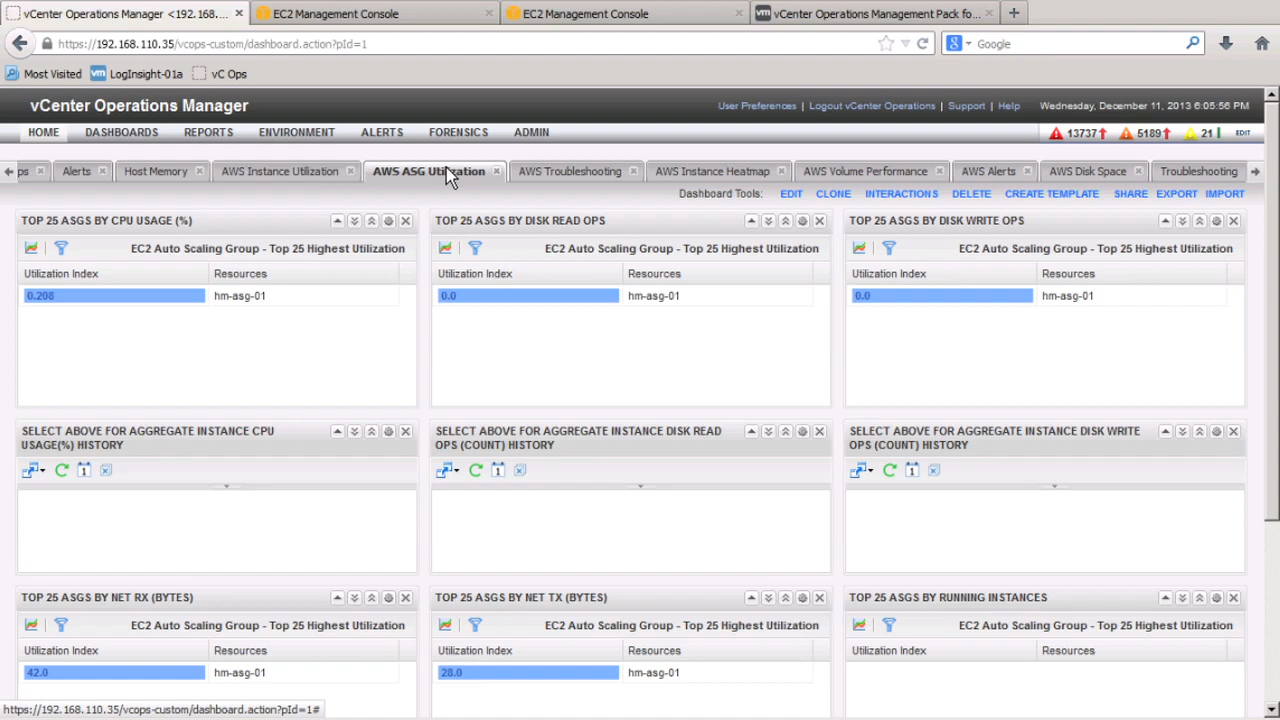 vCenter Operations Manager <192.168....
EC2 Management Console
EC2 Management Console
vm vCenter Operations Management Pack fo...
https://192.168.110.35/vcops-custom/dashboard.action?pId=1
Google
Most Visited
vm LogInsight-01a
vC Ops
vCenter Operations Manager
User Preferences | Logout vCenter Operations | Support | Help
Wednesday, December 11, 2013 6:05:56 PM
HOME DASHBOARDS REPORTS ENVIRONMENT ALERTS FORENSICS ADMIN
13737 5189 21 EDIT
ps Alerts Host Memory AWS Instance Utilization AWS ASG Utilization AWS Troubleshooting AWS Instance Heatmap AWS Volume Performance AWS Alerts AWS Disk Space Troubleshooting
Dashboard Tools: EDIT CLONE INTERACTIONS DELETE CREATE TEMPLATE SHARE EXPORT IMPORT
TOP 25 ASGS BY CPU USAGE (%)
EC2 Auto Scaling Group - Top 25 Highest Utilization
Utilization Index Resources
0.208 hm-asg-01
TOP 25 ASGS BY DISK READ OPS
EC2 Auto Scaling Group - Top 25 Highest Utilization
Utilization Index Resources
0.0 hm-asg-01
TOP 25 ASGS BY DISK WRITE OPS
EC2 Auto Scaling Group - Top 25 Highest Utilization
Utilization Index Resources
0.0 hm-asg-01
SELECT ABOVE FOR AGGREGATE INSTANCE CPU
USAGE(%) HISTORY
1
SELECT ABOVE FOR AGGREGATE INSTANCE DISK READ
OPS (COUNT) HISTORY
1
SELECT ABOVE FOR AGGREGATE INSTANCE DISK WRITE
OPS (COUNT) HISTORY
1
TOP 25 ASGS BY NET RX (BYTES)
EC2 Auto Scaling Group - Top 25 Highest Utilization
Utilization Index Resources
42.0 hm-asg-01
TOP 25 ASGS BY NET TX (BYTES)
EC2 Auto Scaling Group - Top 25 Highest Utilization
Utilization Index Resources
28.0 hm-asg-01
TOP 25 ASGS BY RUNNING INSTANCES
EC2 Auto Scaling Group - Top 25 Highest Utilization
Utilization Index Resources
https://192.168.110.35/vcops-custom/dashboard.action?pId=1#